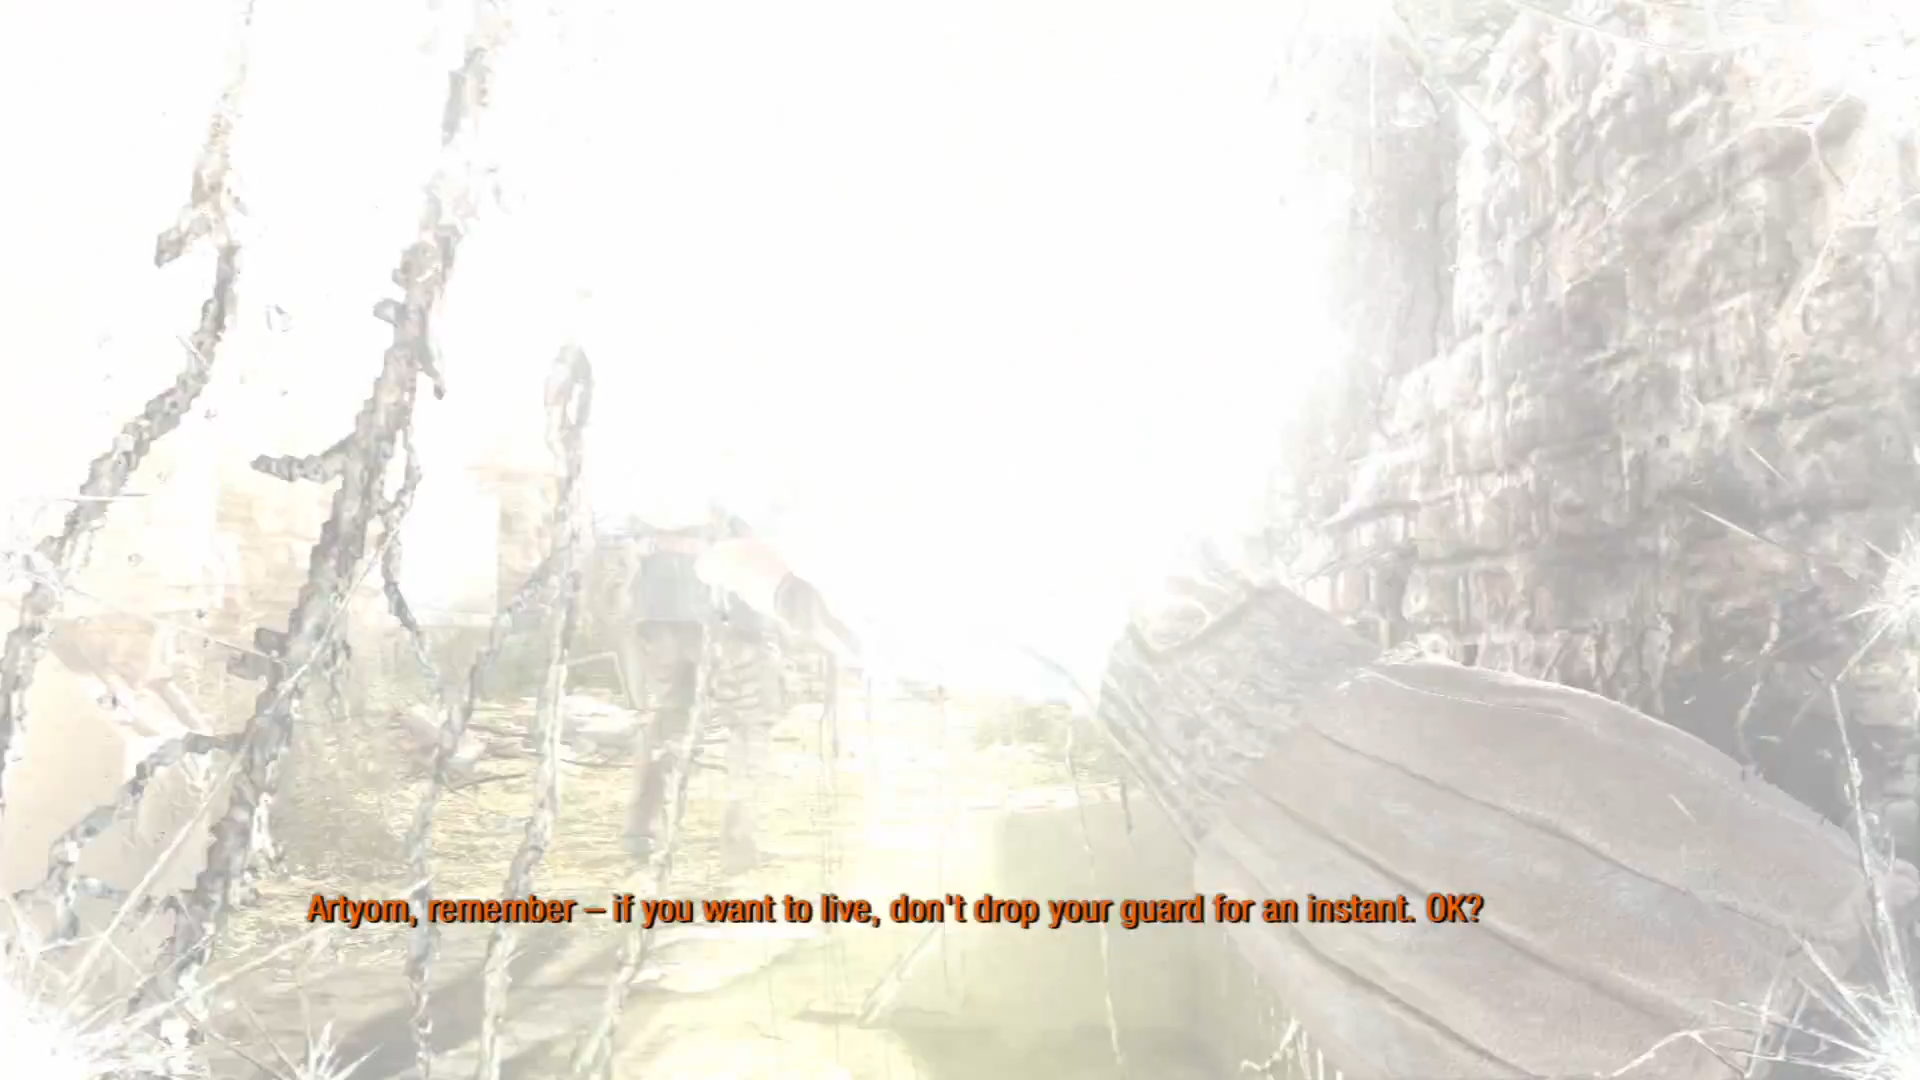 Artyom, remember – if you want to live, don't drop your guard for an instant. OK?